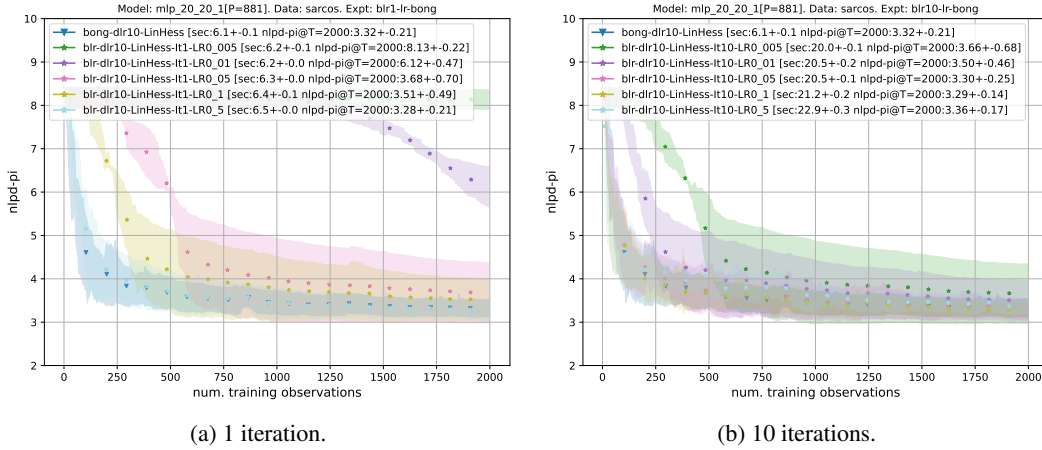 Model: mlp_20_20_1[P=881]. Data: sarcos. Expt: blr1-lr-bong
10
9
8
7
6
5
4
3
2
nlpd-pi
bong-dlr10-LinHess [sec:6.1+-0.1 nlpd-pi@T=2000:3.32+-0.21]
blr-dlr10-LinHess-It1-LR0_005 [sec:6.2+-0.1 nlpd-pi@T=2000:8.13+-0.22]
blr-dlr10-LinHess-It1-LR0_01 [sec:6.2+-0.0 nlpd-pi@T=2000:6.12+-0.47]
blr-dlr10-LinHess-It1-LR0_05 [sec:6.3+-0.0 nlpd-pi@T=2000:3.68+-0.70]
blr-dlr10-LinHess-It1-LR0_1 [sec:6.4+-0.1 nlpd-pi@T=2000:3.51+-0.49]
blr-dlr10-LinHess-It1-LR0_5 [sec:6.5+-0.0 nlpd-pi@T=2000:3.28+-0.21]
0 250 500 750 1000 1250 1500 1750 2000
num. training observations
(a) 1 iteration.
Model: mlp_20_20_1[P=881]. Data: sarcos. Expt: blr10-lr-bong
10
9
8
7
6
5
4
3
2
nlpd-pi
bong-dlr10-LinHess [sec:6.1+-0.1 nlpd-pi@T=2000:3.32+-0.21]
blr-dlr10-LinHess-It10-LR0_005 [sec:20.0+-0.1 nlpd-pi@T=2000:3.66+-0.68]
blr-dlr10-LinHess-It10-LR0_01 [sec:20.5+-0.2 nlpd-pi@T=2000:3.50+-0.46]
blr-dlr10-LinHess-It10-LR0_05 [sec:20.5+-0.1 nlpd-pi@T=2000:3.30+-0.25]
blr-dlr10-LinHess-It10-LR0_1 [sec:21.2+-0.2 nlpd-pi@T=2000:3.29+-0.14]
blr-dlr10-LinHess-It10-LR0_5 [sec:22.9+-0.3 nlpd-pi@T=2000:3.36+-0.17]
0 250 500 750 1000 1250 1500 1750 2000
num. training observations
(b) 10 iterations.